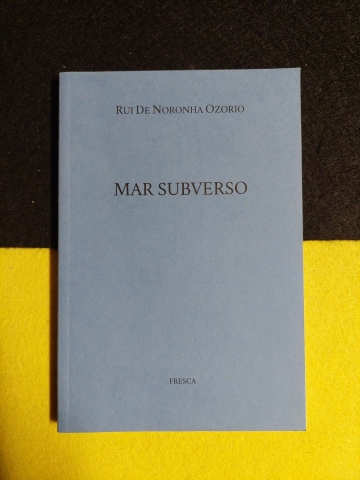 RUI DE NORONHA OZORIO
MAR SUBVERSO
FRESCA